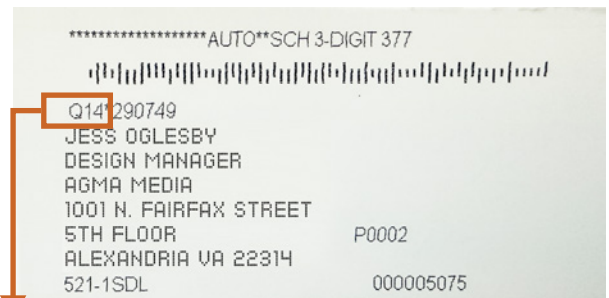 *******************AUTO**SCH 3-DIGIT 377
Q14*290749
JESS OGLESBY
DESIGN MANAGER
AGMA MEDIA
1001 N. FAIRFAX STREET
5TH FLOOR P0002
ALEXANDRIA VA 22314
521-1SDL 000005075